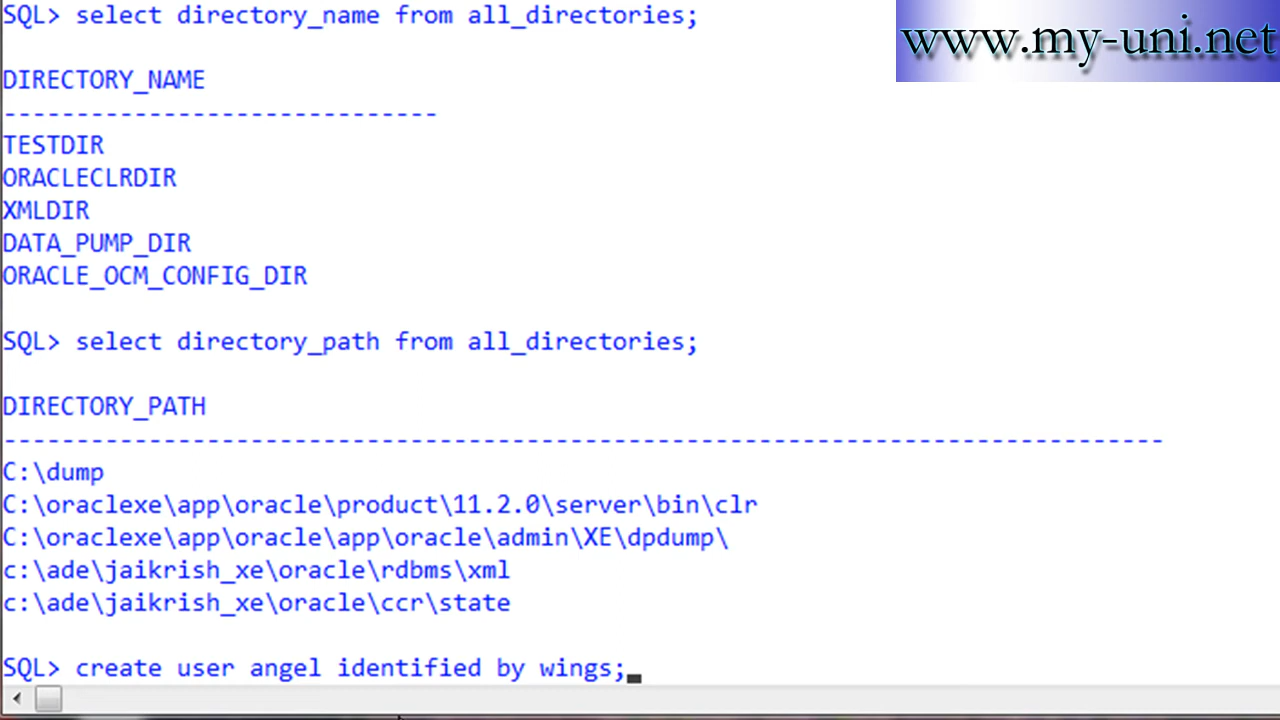 SQL> select directory_name from all_directories;
www.my-uni.net
DIRECTORY_NAME
------------------------------
TESTDIR
ORACLECLRDIR
XMLDIR
DATA_PUMP_DIR
ORACLE_OCM_CONFIG_DIR
SQL> select directory_path from all_directories;
DIRECTORY_PATH
--------------------------------------------------------------------------------
C:\dump
C:\oraclexe\app\oracle\product\11.2.0\server\bin\clr
C:\oraclexe\app\oracle\app\oracle\admin\XE\dpdump\
c:\ade\jaikrish_xe\oracle\rdbms\xml
c:\ade\jaikrish_xe\oracle\ccr\state
SQL> create user angel identified by wings;